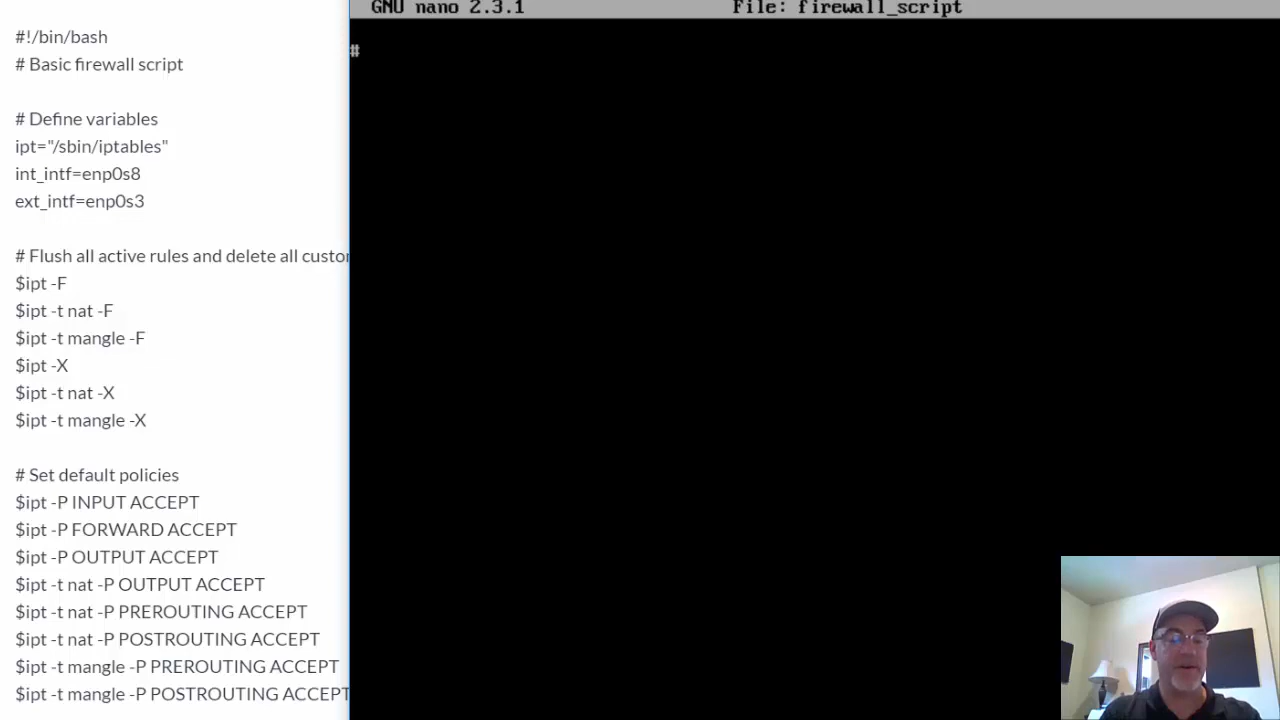 #!/bin/bash
# Basic firewall script
# Define variables
ipt="/sbin/iptables"
int_intf=enp0s8
ext_intf=enp0s3
# Flush all active rules and delete all custo
$ipt -F
$ipt -t nat -F
$ipt -t mangle -F
$ipt -X
$ipt -t nat -X
$ipt -t mangle -X
# Set default policies
$ipt -P INPUT ACCEPT
$ipt -P FORWARD ACCEPT
$ipt -P OUTPUT ACCEPT
$ipt -t nat -P OUTPUT ACCEPT
$ipt -t nat -P PREROUTING ACCEPT
$ipt -t nat -P POSTROUTING ACCEPT
$ipt -t mangle -P PREROUTING ACCEPT
$ipt -t mangle -P POSTROUTING ACCEPT
GNU nano 2.3.1 File: firewall_script
#